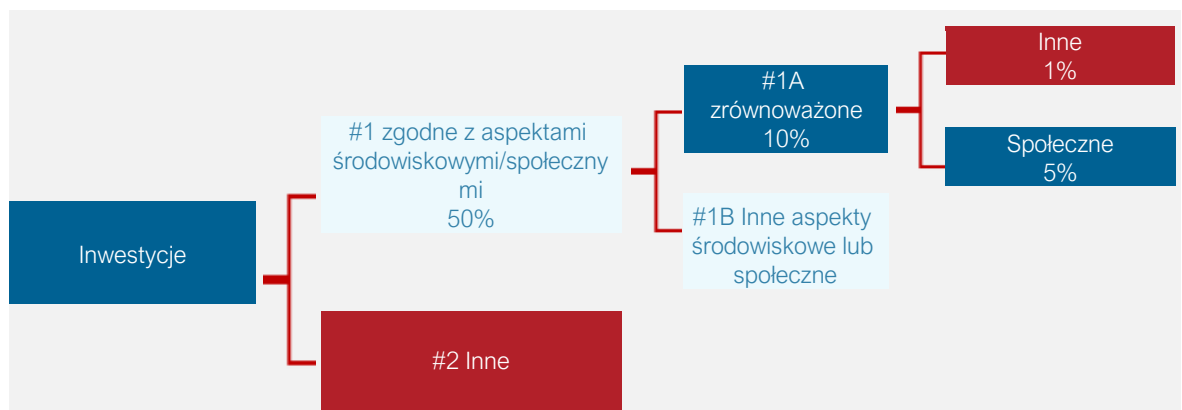 Inwestycje
#1 zgodne z aspektami
środowiskowymi/społeczny
mi
50%
#2 Inne
#1A
zrównoważone
10%
#1B Inne aspekty
środowiskowe lub
społeczne
Inne
1%
Społeczne
5%